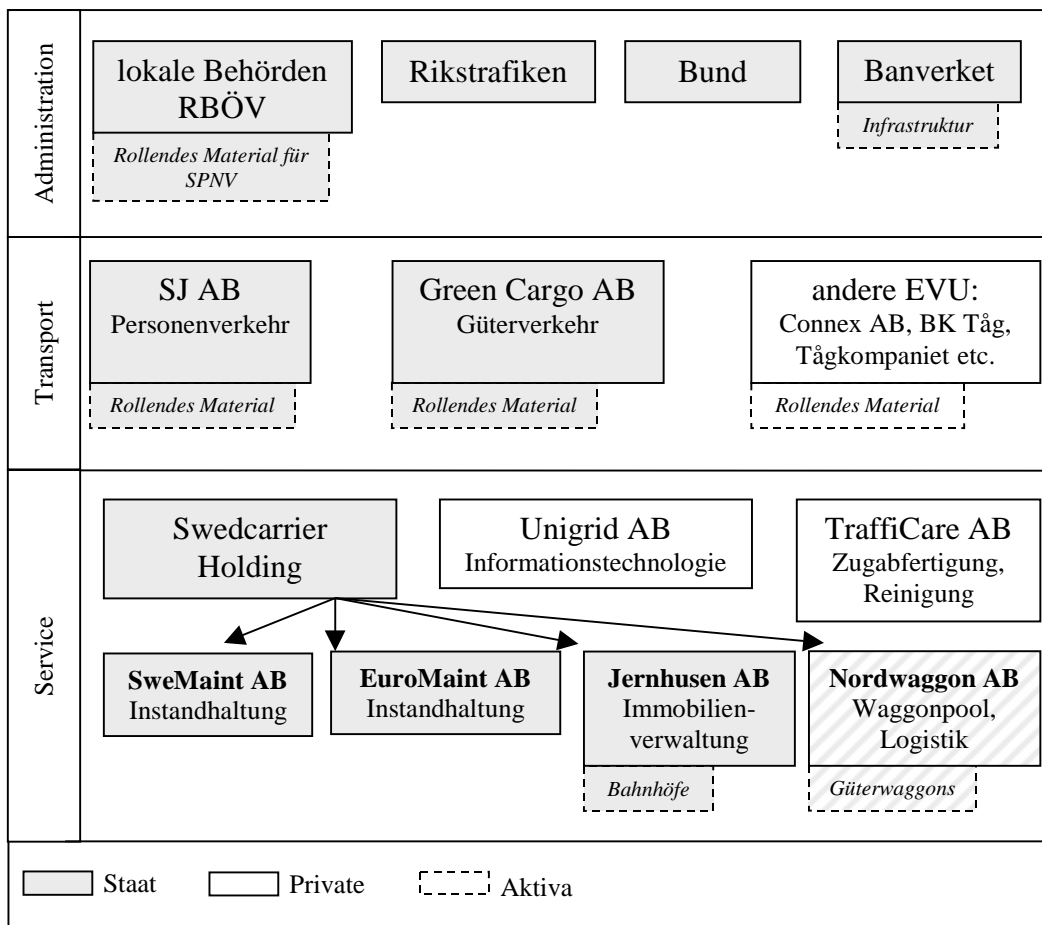 Administration
lokale Behörden
RBÖV
Rollendes Material für
SPNV
Rikstrafiken
Bund
Banverket
Infrastruktur
Transport
SJ AB
Personenverkehr
Rollendes Material
Green Cargo AB
Güterverkehr
Rollendes Material
andere EVU:
Connex AB, BK Tåg,
Tågkompaniet etc.
Rollendes Material
Service
Swedcarrier
Holding
Unigrid AB
Informationstechnologie
TraffiCare AB
Zugabfertigung,
Reinigung
SweMaint AB
Instandhaltung
EuroMaint AB
Instandhaltung
Jernhusen AB
Immobilien-
verwaltung
Bahnhöfe
Nordwaggon AB
Waggonpool,
Logistik
Güterwaggons
Staat
Private
Aktiva